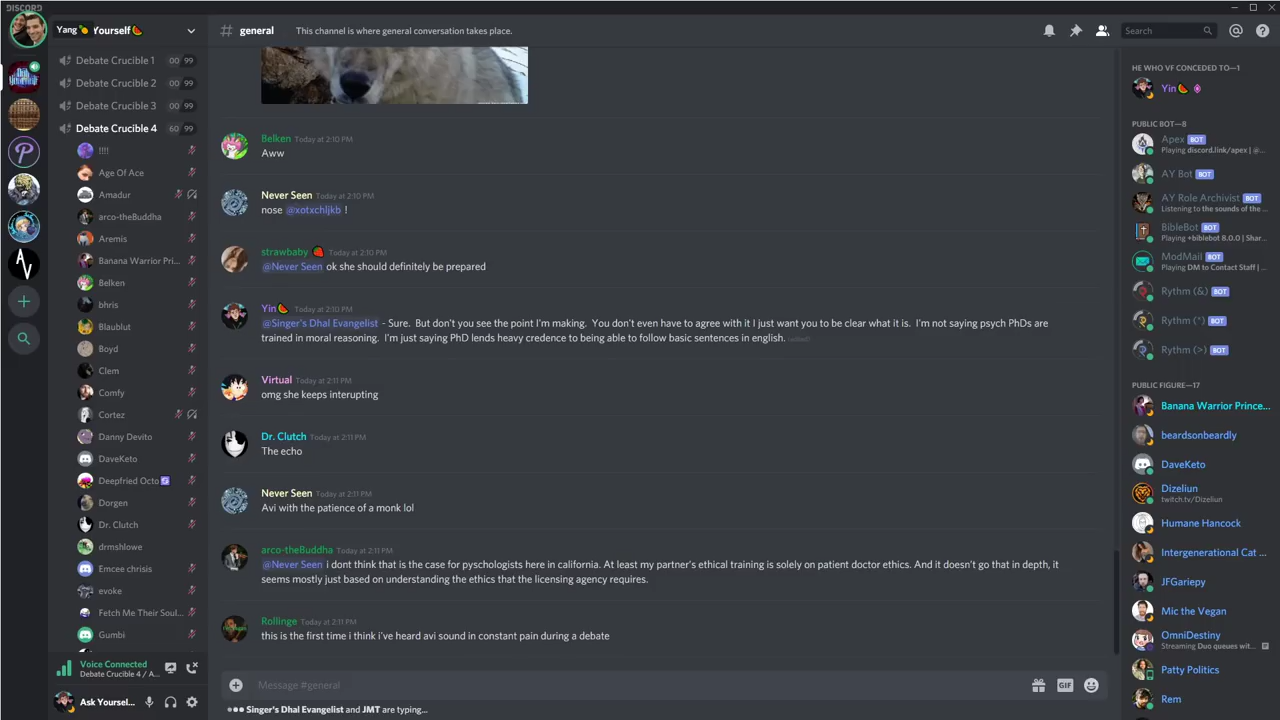 DISCORD
Yang
Yourself
# general
This channel is where general conversation takes place.
Search
Debate Crucible 1 00 99
Debate Crucible 2 00 99
Debate Crucible 3 00 99
Debate Crucible 4 60 99
!!!!
Age Of Ace
Amadur
arco-theBuddha
Aremis
Banana Warrior Pri...
Belken
bhris
Blaublut
Boyd
Clem
Comfy
Cortez
Danny Devito
DaveKeto
Deepfried Octo
Dorgen
Dr. Clutch
drmshlowe
Emcee chrisis
evoke
Fetch Me Their Soul...
Gumbi
Voice Connected
Debate Crucible 4 / A...
Ask Yoursel...
Belken Today at 2:10 PM
Aww
Never Seen Today at 2:10 PM
nose @xotxchljkb !
strawbaby Today at 2:10 PM
@Never Seen ok she should definitely be prepared
Yin Today at 2:10 PM
@Singer's Dhal Evangelist - Sure. But don't you see the point I'm making. You don't even have to agree with it I just want you to be clear what it is. I'm not saying psych PhDs are
trained in moral reasoning. I'm just saying PhD lends heavy credence to being able to follow basic sentences in english. (edited)
Virtual Today at 2:11 PM
omg she keeps interupting
Dr. Clutch Today at 2:11 PM
The echo
Never Seen Today at 2:11 PM
Avi with the patience of a monk lol
arco-theBuddha Today at 2:11 PM
@Never Seen i dont think that is the case for pyschologists here in california. At least my partner's ethical training is solely on patient doctor ethics. And it doesn't go that in depth, it
seems mostly just based on understanding the ethics that the licensing agency requires.
Rollinge Today at 2:11 PM
this is the first time i think i've heard avi sound in constant pain during a debate
Message #general
GIF
Singer's Dhal Evangelist and JMT are typing...
HE WHO VF CONCEDED TO—1
Yin
PUBLIC BOT—8
Apex BOT
Playing discord.link/apex | @...
AY Bot BOT
AY Role Archivist BOT
Listening to the sounds of the ...
BibleBot BOT
Playing +biblebot 8.0.0 | Shar...
ModMail BOT
Playing DM to Contact Staff | ...
Rythm (&) BOT
Rythm (*) BOT
Rythm (>) BOT
PUBLIC FIGURE—17
Banana Warrior Prince...
beardsonbeardly
DaveKeto
Dizeliun
twitch.tv/Dizeliun
Humane Hancock
Intergenerational Cat ...
JFGariepy
Mic the Vegan
OmniDestiny
Streaming Duo queues wit...
Patty Politics
Rem